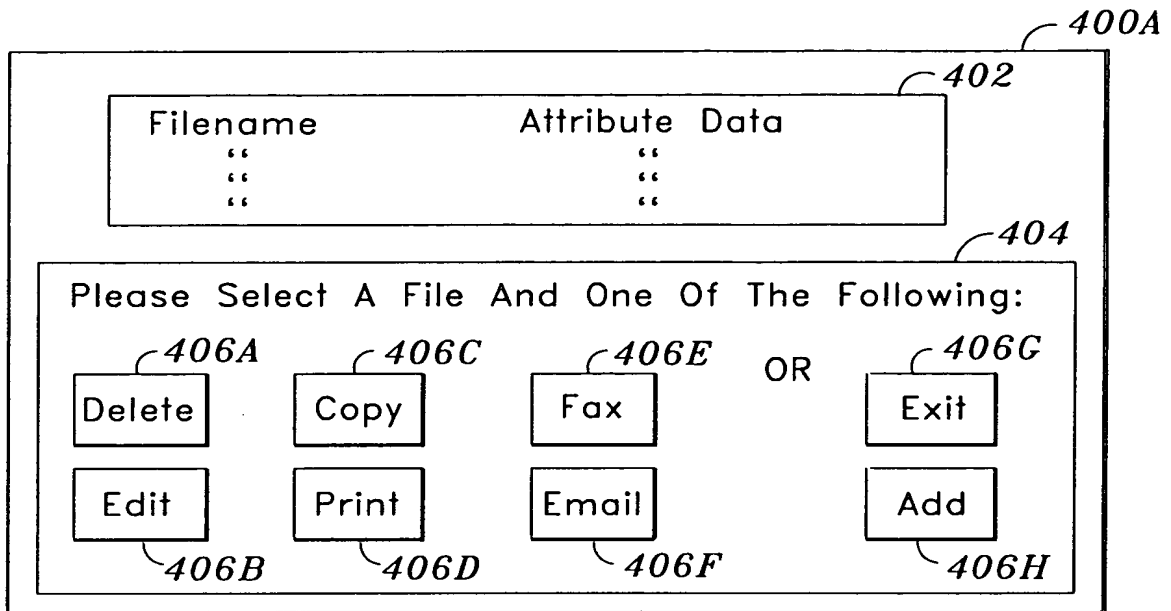 400A
402
Filename Attribute Data
“ “
“ “
“ “
404
Please Select A File And One Of The Following:
406A 406C 406E OR 406G
Delete Copy Fax Exit
Edit Print Email Add
406B 406D 406F 406H